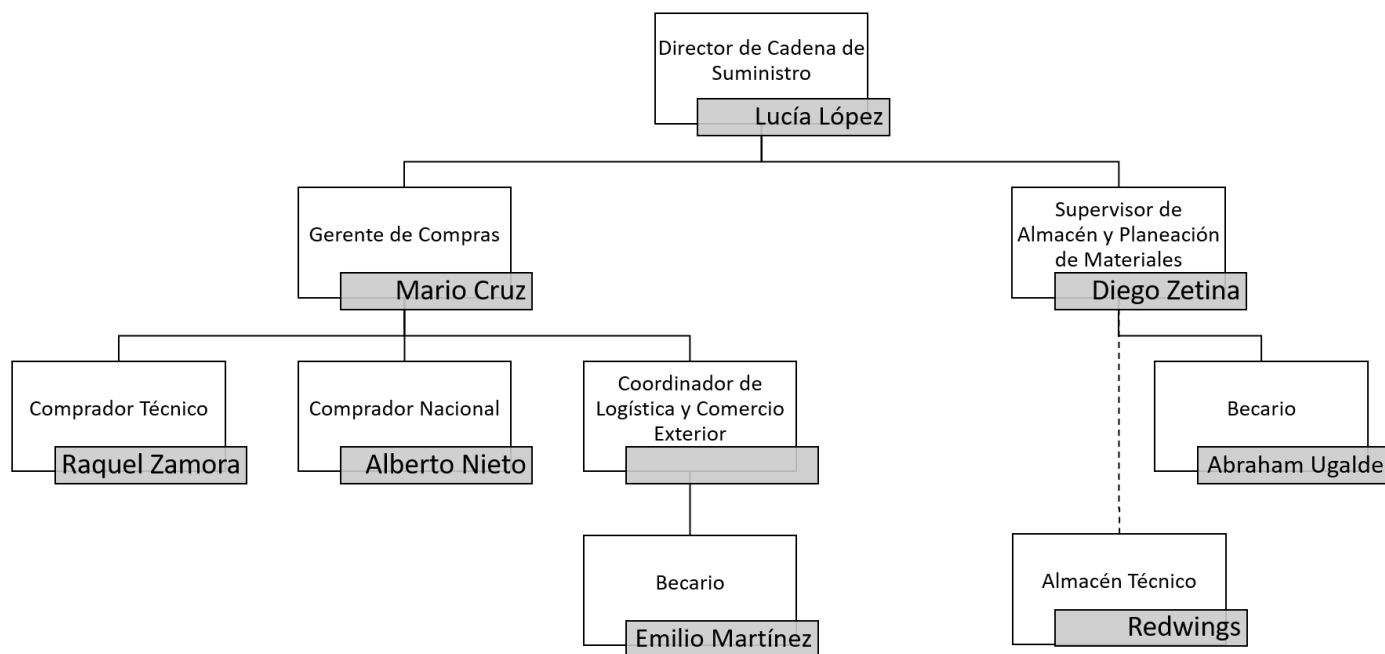 Director de Cadena de
Suministro
Lucía López
Gerente de Compras
Mario Cruz
Supervisor de
Almacén y Planeación
de Materiales
Diego Zetina
Comprador Técnico
Raquel Zamora
Comprador Nacional
Alberto Nieto
Coordinador de
Logística y Comercio
Exterior
Becario
Abraham Ugalde
Becario
Emilio Martínez
Almacén Técnico
Redwings